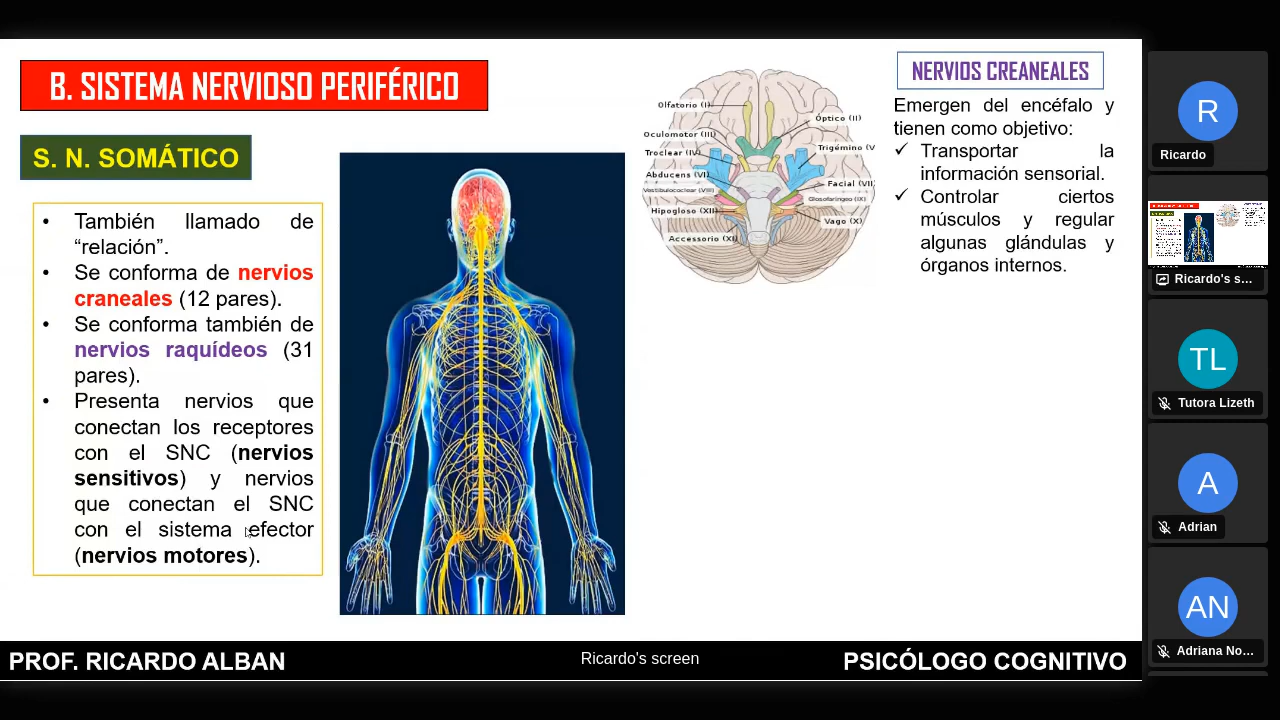 B. SISTEMA NERVIOSO PERIFÉRICO
S. N. SOMÁTICO
• También llamado de
“relación”.
• Se conforma de nervios
craneales (12 pares).
• Se conforma también de
nervios raquídeos (31
pares).
• Presenta nervios que
conectan los receptores
con el SNC (nervios
sensitivos) y nervios
que conectan el SNC
con el sistema efector
(nervios motores).
Olfatorio (I)
Óptico (II)
Oculomotor (III)
Trigémino (V
Troclear (IV)
Abducens (VI)
Facial (VII)
Vestibulococlear (VIII)
Glosofaríngeo (IX)
Hipogloso (XII)
Vago (X)
Accessorio (XI)
NERVIOS CREANEALES
Emergen del encéfalo y
tienen como objetivo:
✓ Transportar la
información sensorial.
✓ Controlar ciertos
músculos y regular
algunas glándulas y
órganos internos.
PROF. RICARDO ALBAN
Ricardo's screen
PSICÓLOGO COGNITIVO
R
Ricardo
Ricardo's s...
TL
Tutora Lizeth
A
Adrian
AN
Adriana No...